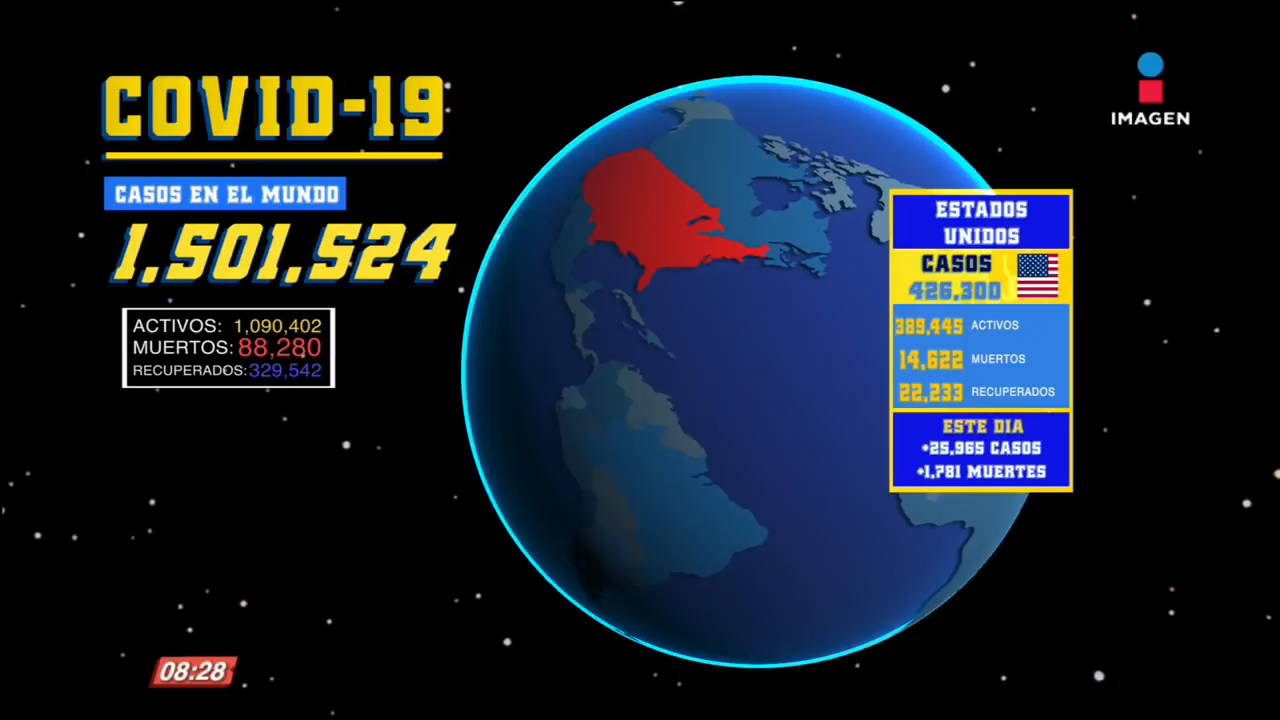 COVID-19
CASOS EN EL MUNDO
1,501,524
ACTIVOS: 1,090,402
MUERTOS: 88,280
RECUPERADOS: 329,542
IMAGEN
ESTADOS
UNIDOS
CASOS
426,300
389,445 ACTIVOS
14,622 MUERTOS
22,233 RECUPERADOS
ESTE DIA
+25,965 CASOS
+1,781 MUERTES
08:28